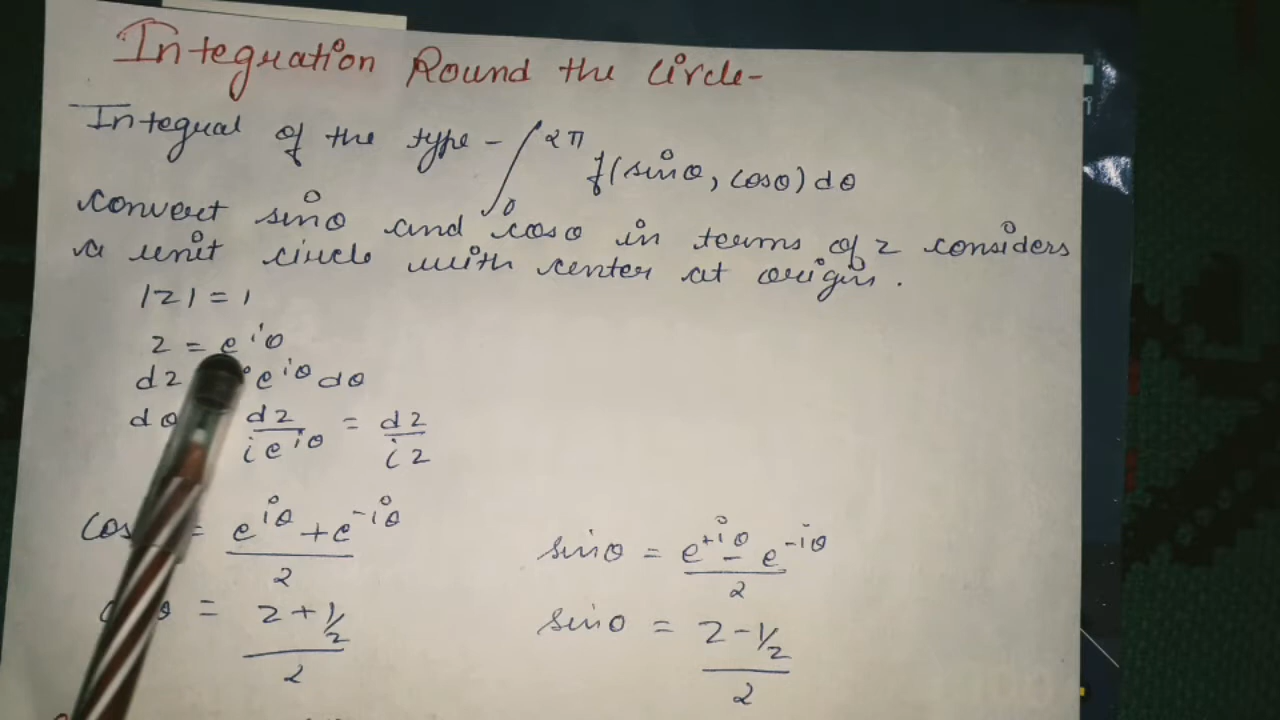 Integration Round the Circle-
Integral of the type - ∫₀^2π f(sinθ, cosθ) dθ
convert sinθ and cosθ in terms of z considers
a unit circle with center at origin.
|z| = 1
z = e^iθ
dz ie^iθ dθ
dθ dz/ie^iθ = dz/iz
cos = (e^iθ + e^-iθ)/2
sinθ = (e^+iθ - e^-iθ)/2
θ = (z + 1/z)/2
sinθ = (z - 1/z)/2